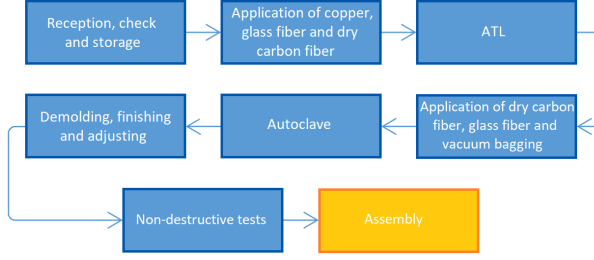 Reception, check
and storage
Application of copper,
glass fiber and dry
carbon fiber
ATL
Application of dry carbon
fiber, glass fiber and
vacuum bagging
Autoclave
Demolding, finishing
and adjusting
Non-destructive tests
Assembly